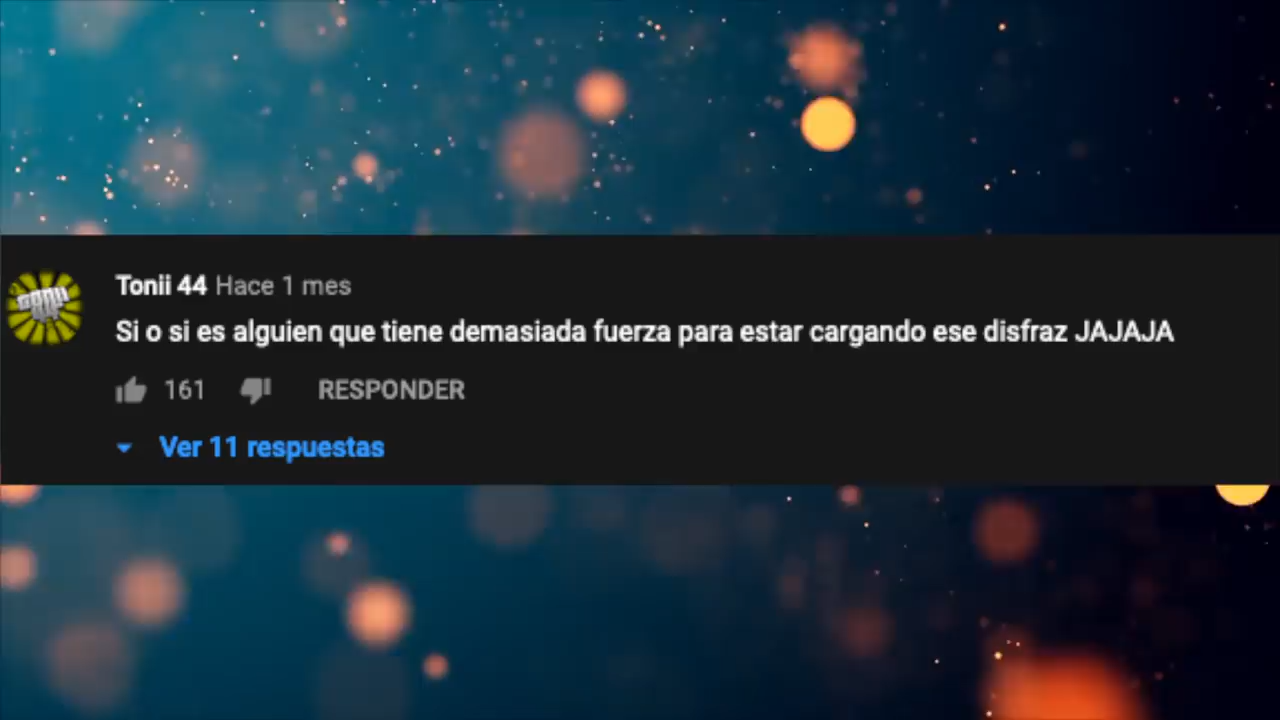 Tonii 44 Hace 1 mes
Si o si es alguien que tiene demasiada fuerza para estar cargando ese disfraz JAJAJA
161 RESPONDER
Ver 11 respuestas